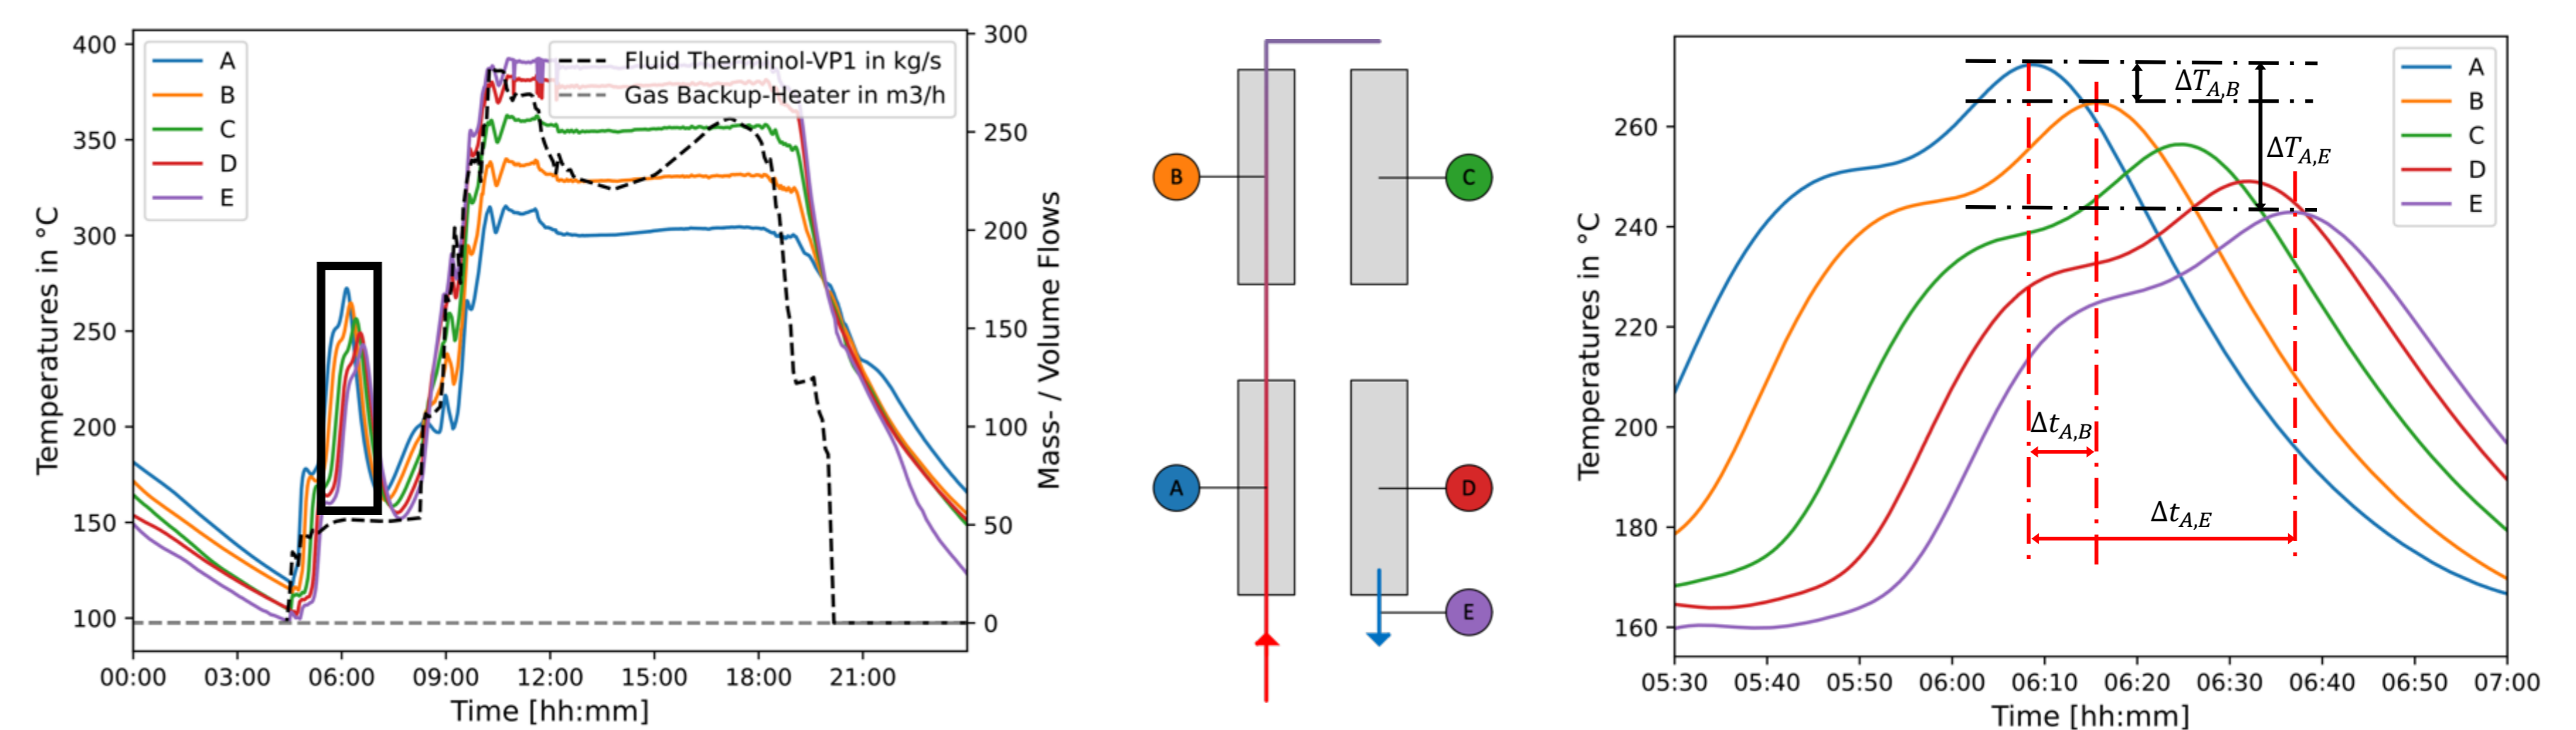 400
350
300
250
200
150
100
Temperatures in °C
A
B
C
D
E
Fluid Therminol-VP1 in kg/s
Gas Backup-Heater in m3/h
300
250
200
150
100
50
0
Mass- / Volume Flows
00:00 03:00 06:00 09:00 12:00 15:00 18:00 21:00
Time [hh:mm]
B C
A D
E
260
240
220
200
180
160
Temperatures in °C
ΔT_A,B
ΔT_A,E
Δt_A,B
Δt_A,E
A
B
C
D
E
05:30 05:40 05:50 06:00 06:10 06:20 06:30 06:40 06:50 07:00
Time [hh:mm]